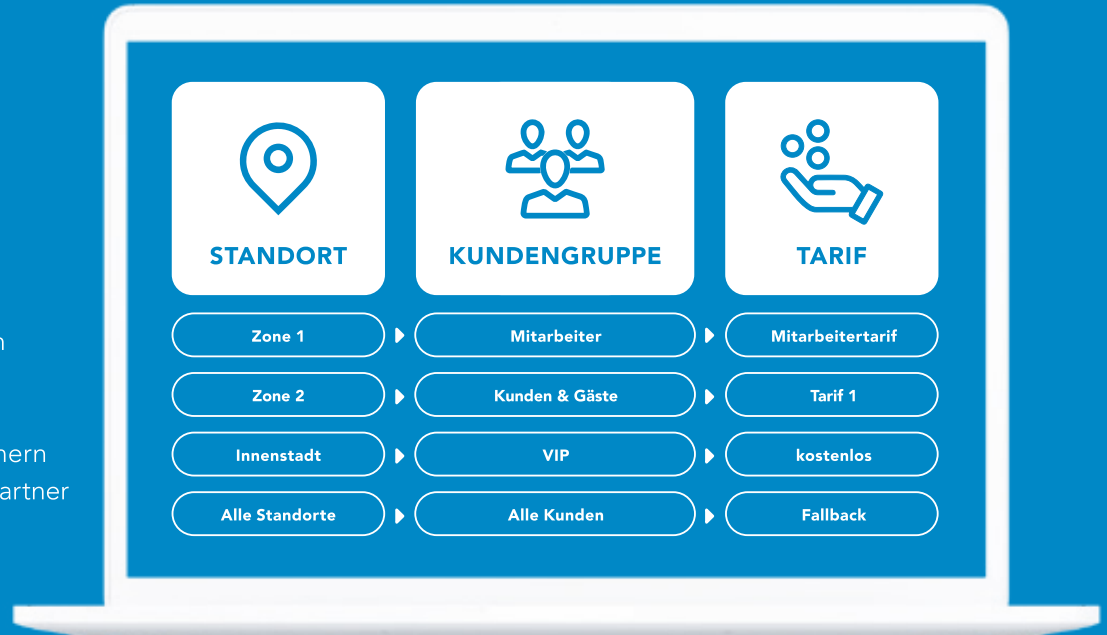 STANDORT
KUNDENGRUPPE
TARIF
Zone 1
Mitarbeiter
Mitarbeitertarif
Zone 2
Kunden & Gäste
Tarif 1
Innenstadt
VIP
kostenlos
Alle Standorte
Alle Kunden
Fallback